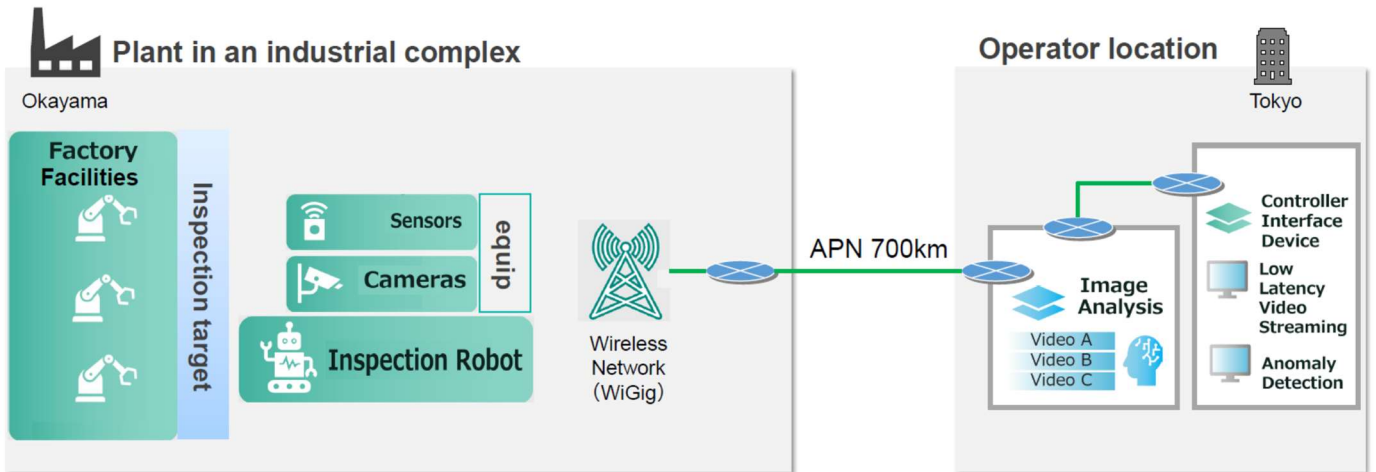 Plant in an industrial complex
Okayama
Factory
Facilities
Inspection target
Sensors
Cameras
equip
Inspection Robot
Wireless
Network
(WiGig)
APN 700km
Operator location
Tokyo
Image
Analysis
Video A
Video B
Video C
Controller
Interface
Device
Low
Latency
Video
Streaming
Anomaly
Detection